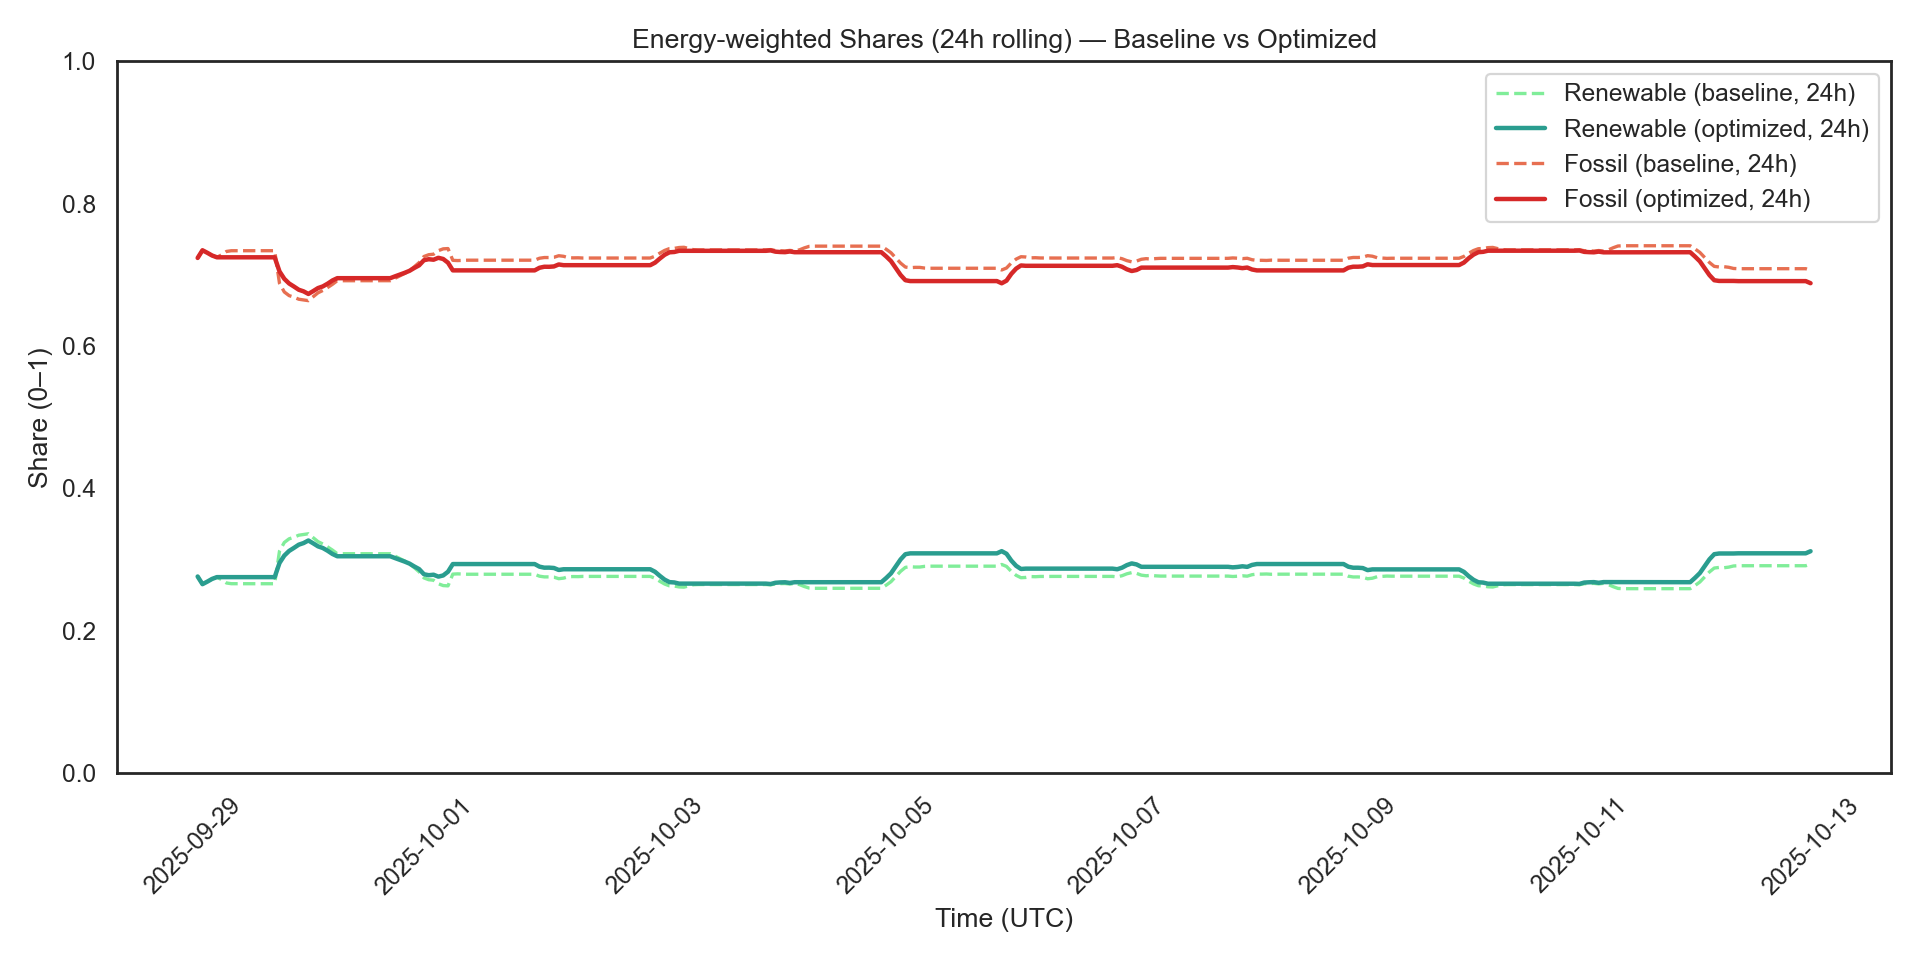 Energy-weighted Shares (24h rolling) — Baseline vs Optimized
1.0
0.8
0.6
0.4
0.2
0.0
Share (0–1)
Renewable (baseline, 24h)
Renewable (optimized, 24h)
Fossil (baseline, 24h)
Fossil (optimized, 24h)
2025-09-29
2025-10-01
2025-10-03
2025-10-05
2025-10-07
2025-10-09
2025-10-11
2025-10-13
Time (UTC)